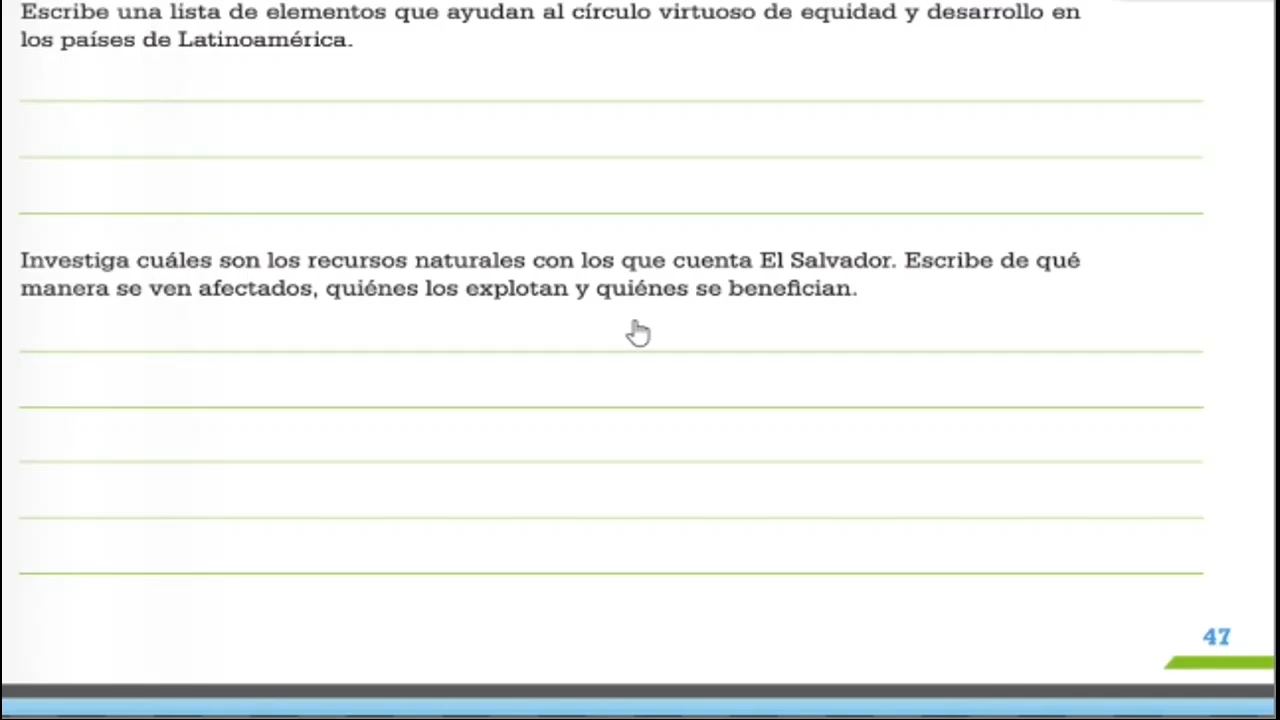 Escribe una lista de elementos que ayudan al círculo virtuoso de equidad y desarrollo en
los países de Latinoamérica.
Investiga cuáles son los recursos naturales con los que cuenta El Salvador. Escribe de qué
manera se ven afectados, quiénes los explotan y quiénes se benefician.
47